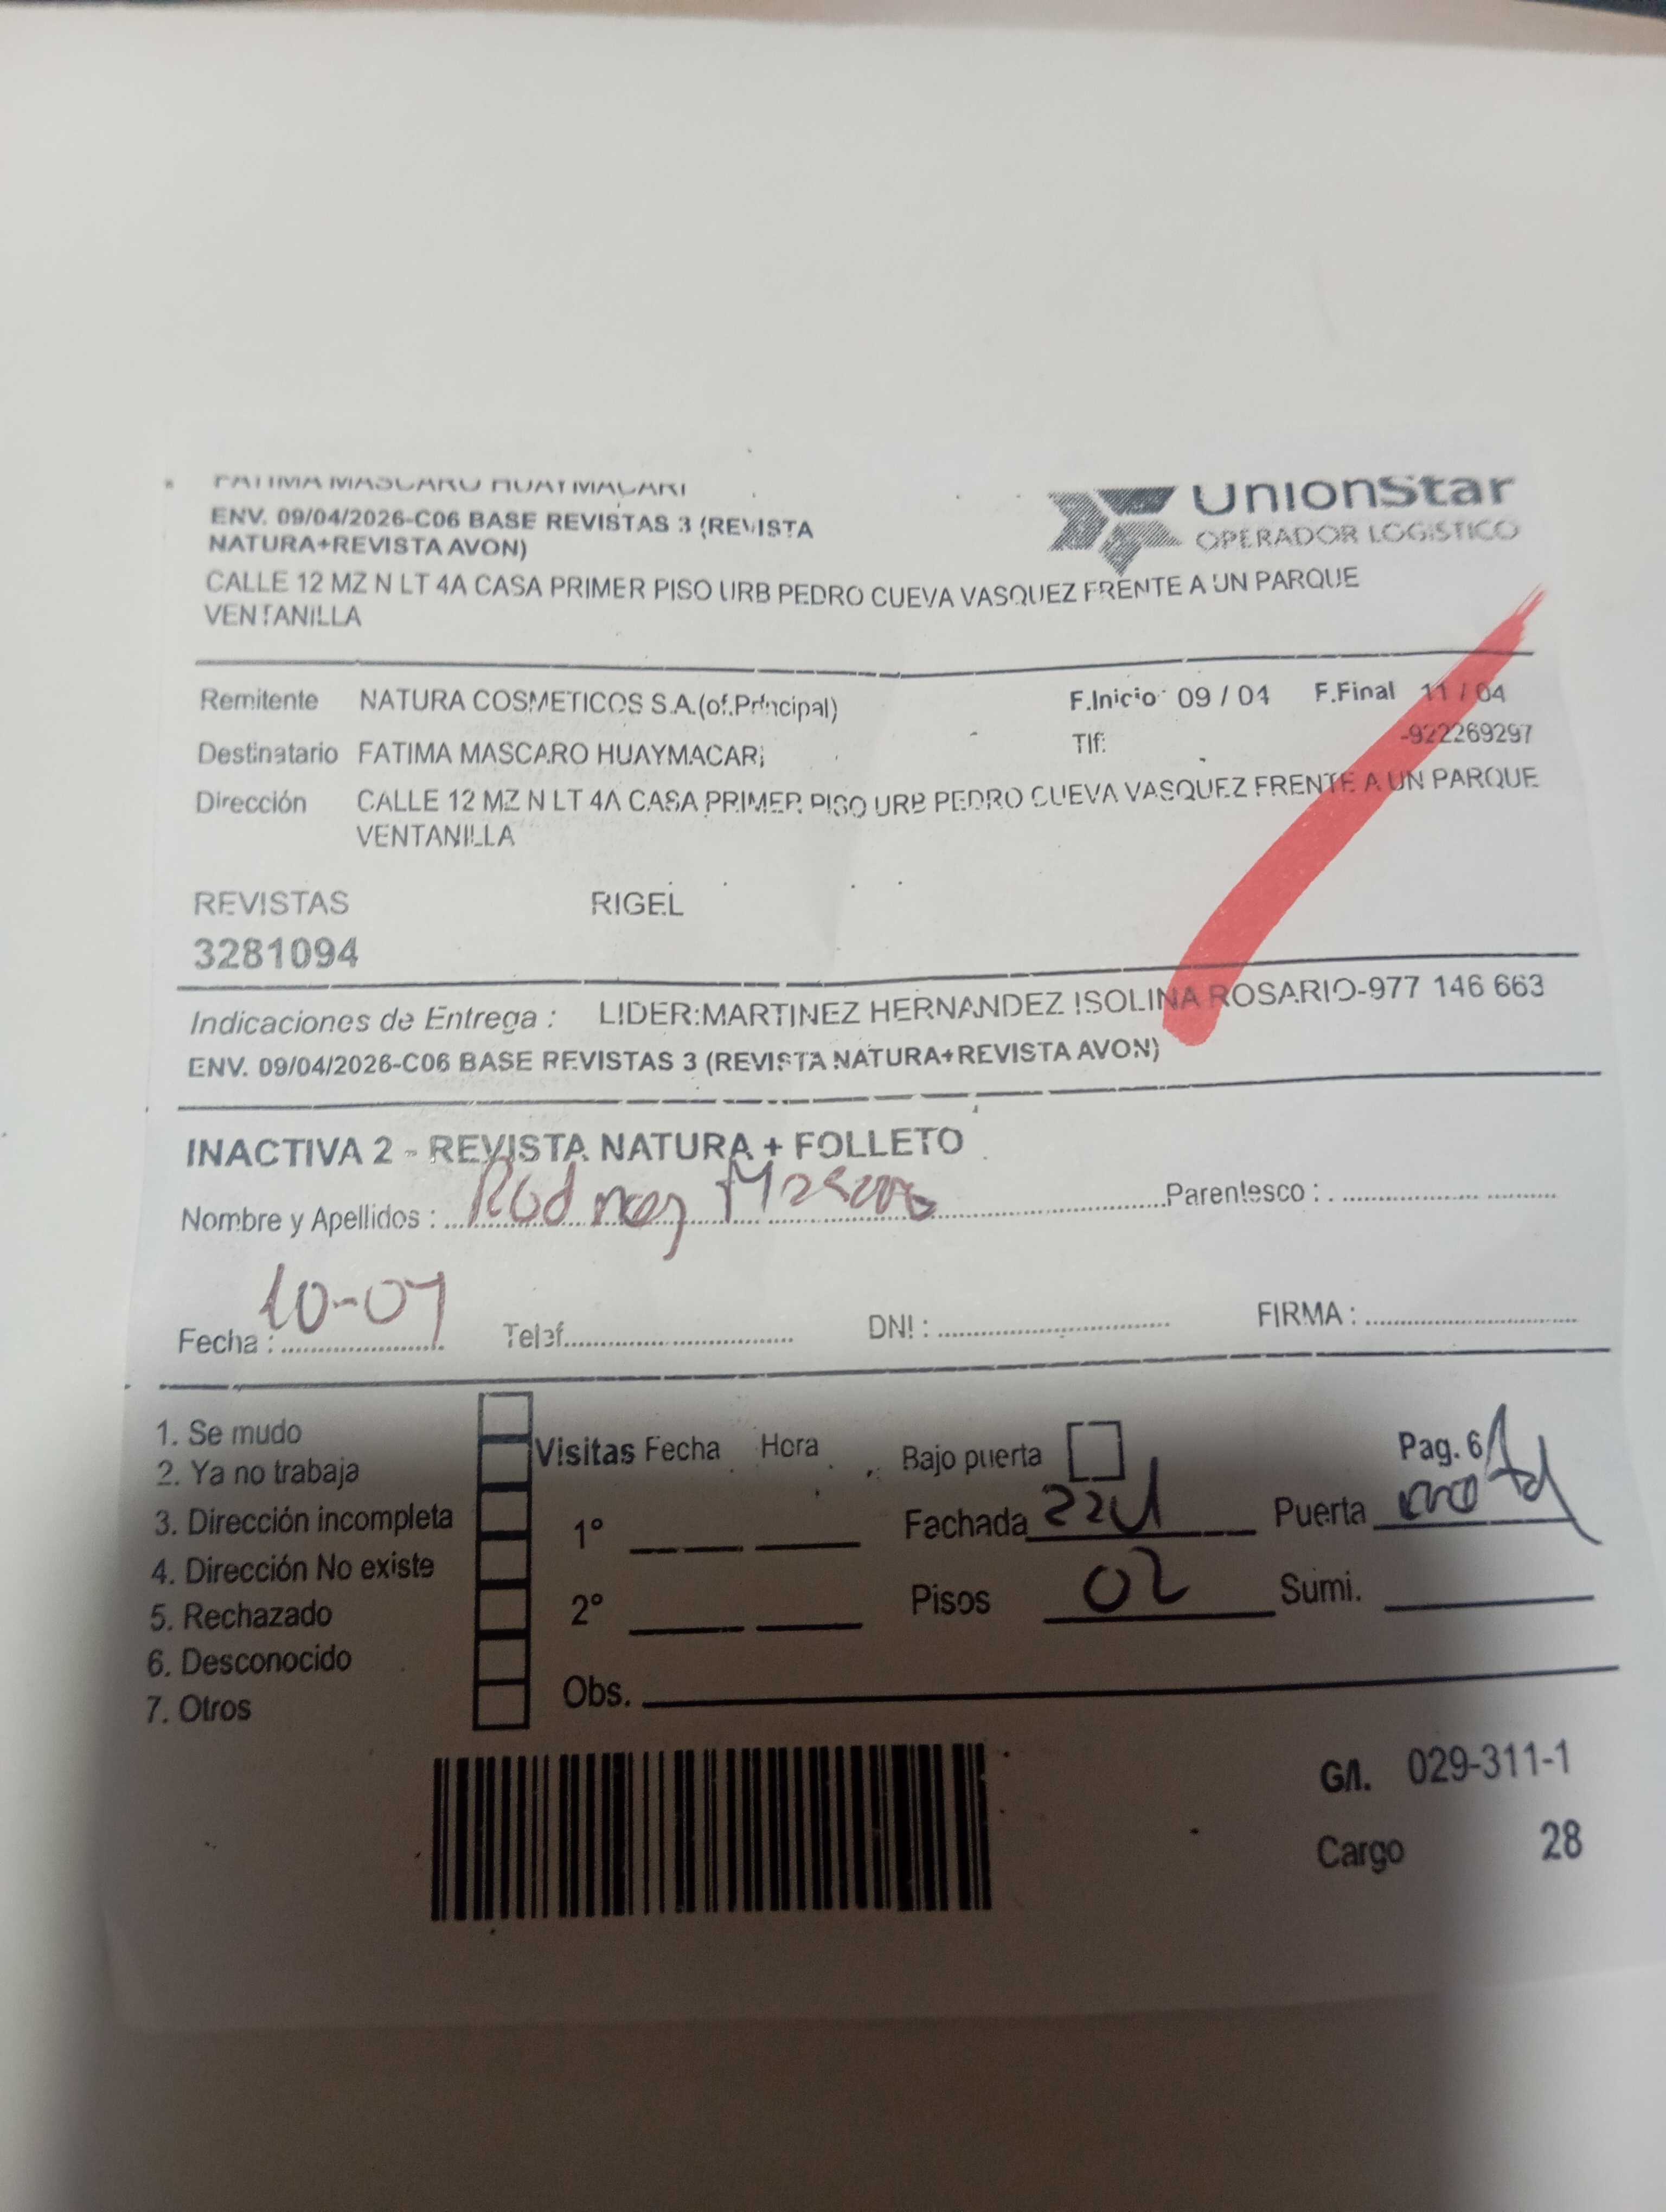 FATIMA MASCARO HUAYMACARI
UnionStar
OPERADOR LOGISTICO
ENV. 09/04/2026-C06 BASE REVISTAS 3 (REVISTA
NATURA+REVISTA AVON)
CALLE 12 MZ N LT 4A CASA PRIMER PISO URB PEDRO CUEVA VASQUEZ FRENTE A UN PARQUE
VENTANILLA
Remitente NATURA COSMETICOS S.A.(of.Principal) F.Inicio 09 / 04 F.Final 11 / 04
Destinatario FATIMA MASCARO HUAYMACARI Tlf: -922269297
Dirección CALLE 12 MZ N LT 4A CASA PRIMER PISO URB PEDRO CUEVA VASQUEZ FRENTE A UN PARQUE
VENTANILLA
REVISTAS RIGEL
3281094
Indicaciones de Entrega : LIDER:MARTINEZ HERNANDEZ ISOLINA ROSARIO-977 146 663
ENV. 09/04/2026-C06 BASE REVISTAS 3 (REVISTA NATURA+REVISTA AVON)
INACTIVA 2 - REVISTA NATURA + FOLLETO
Nombre y Apellidos : Parentesco :
Fecha : 10-04 Telef. DNI : FIRMA :
1. Se mudo
2. Ya no trabaja
3. Dirección incompleta
4. Dirección No existe
5. Rechazado
6. Desconocido
7. Otros
Visitas Fecha Hora Bajo puerta Pag. 6
1° Fachada Puerta
2° Pisos 02 Sumi.
Obs.
G/I. 029-311-1
Cargo 28